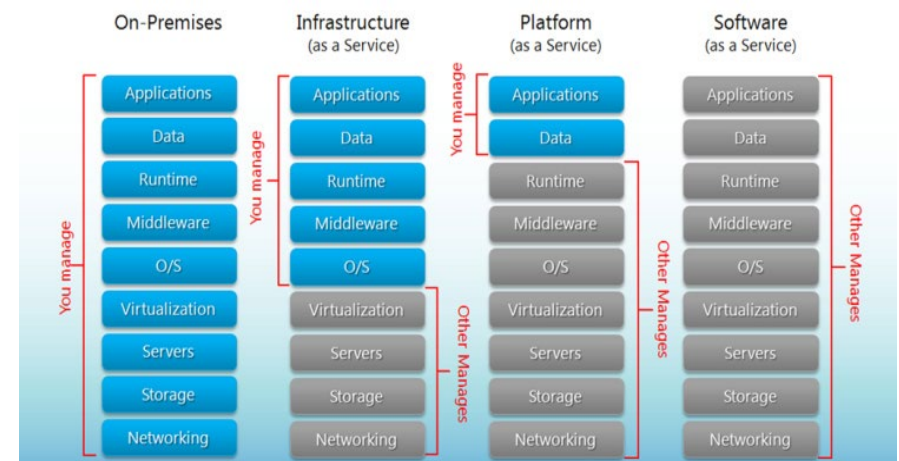 On-Premises
Infrastructure
(as a Service)
Platform
(as a Service)
Software
(as a Service)
You manage
Applications
Data
Runtime
Middleware
O/S
Virtualization
Servers
Storage
Networking
You manage
Applications
Data
Runtime
Middleware
O/S
Virtualization
Servers
Storage
Networking
Other Manages
You manage
Applications
Data
Runtime
Middleware
O/S
Virtualization
Servers
Storage
Networking
Other Manages
Applications
Data
Runtime
Middleware
O/S
Virtualization
Servers
Storage
Networking
Other Manages